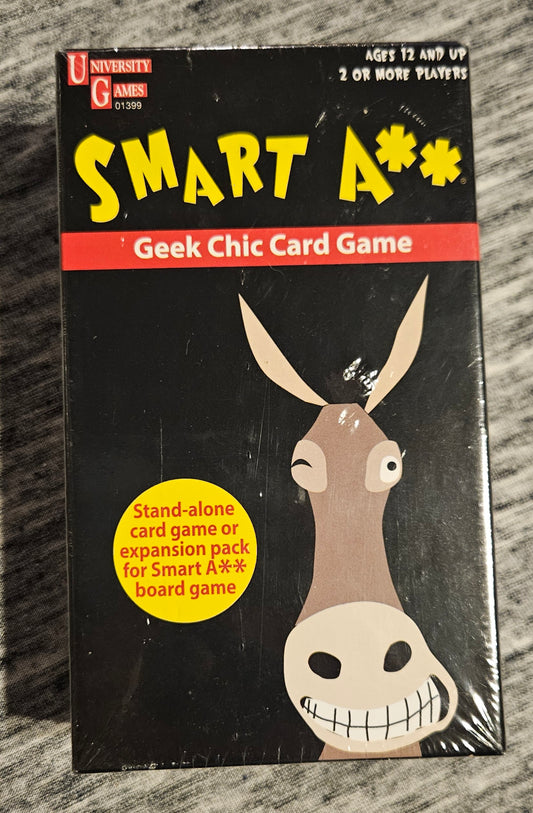 UNIVERSITY
GAMES
01399
AGES 12 AND UP
2 OR MORE PLAYERS
SMART A**®
Geek Chic Card Game
Stand-alone
card game or
expansion pack
for Smart A**
board game